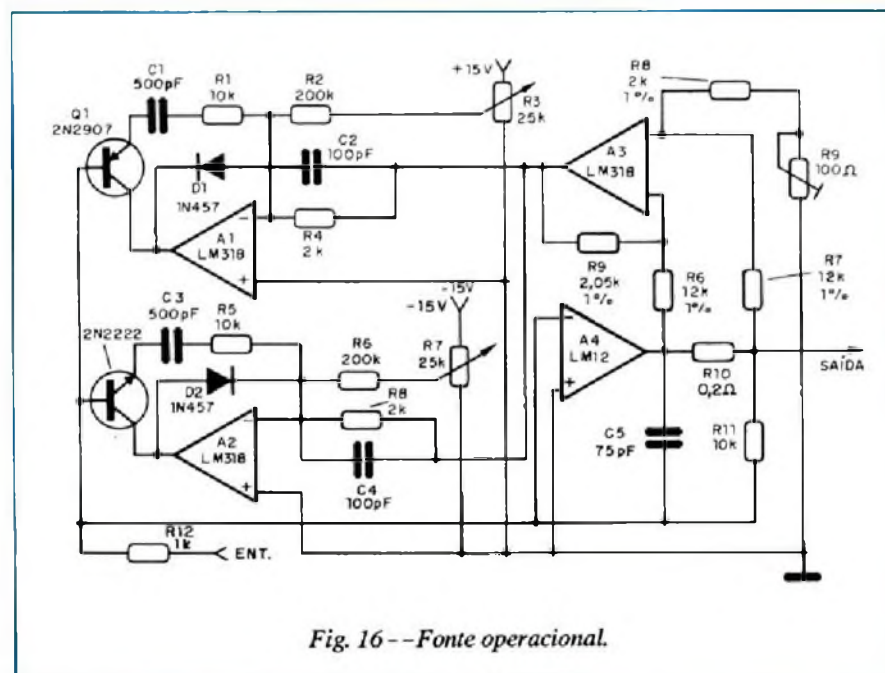 C1
500pF
R1
10k
R2
200k
+15V
R3
25k
R8
2k
1%
Q1
2N2907
C2
100pF
D1
1N457
R4
2k
A1
LM318
-
+
A3
LM318
R9
100Ω
R9
2,05k
1%
R6
12k
1%
R7
12k
1%
C3
500pF
R5
10k
-15V
-15V
R6
200k
R7
25k
2N2222
D2
1N457
R8
2k
A2
LM318
-
+
C4
100pF
A4
LM12
-
+
R10
0,2Ω
SAÍDA
C5
75pF
R11
10k
R12
1k
ENT.
Fig. 16 -- Fonte operacional.